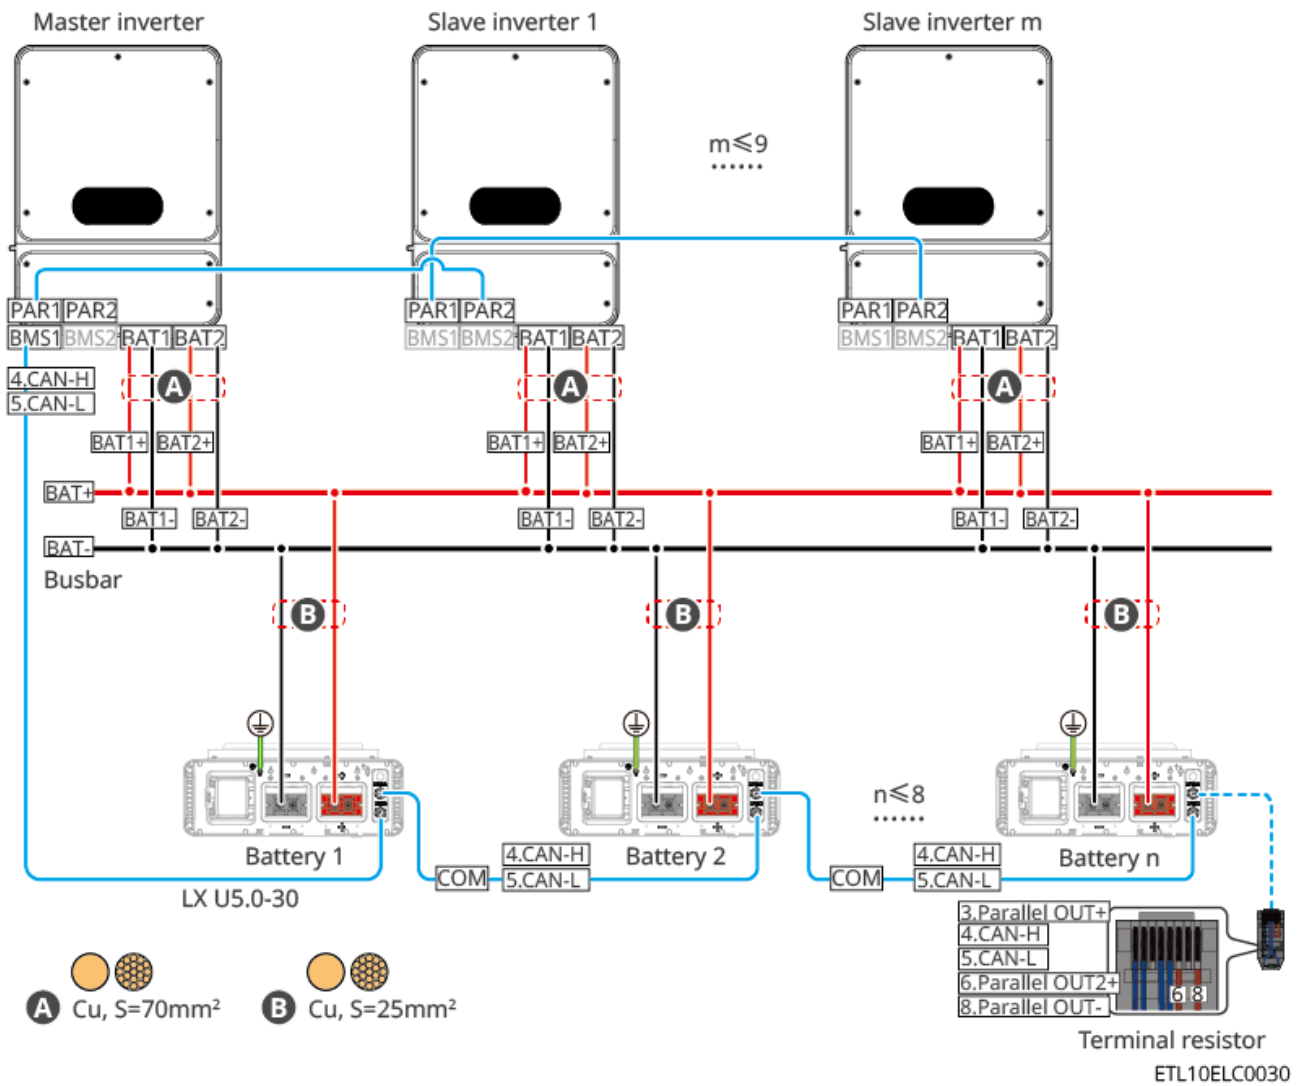 Master inverter
Slave inverter 1
Slave inverter m
m≤9
PAR1 PAR2
PAR1 PAR2
PAR1 PAR2
BMS1 BMS2 BAT1 BAT2
BMS1 BMS2 BAT1 BAT2
BMS1 BMS2 BAT1 BAT2
4.CAN-H
5.CAN-L
A
A
A
BAT1+ BAT2+
BAT1+ BAT2+
BAT1+ BAT2+
BAT+
BAT1- BAT2-
BAT1- BAT2-
BAT1- BAT2-
BAT-
Busbar
B
B
B
n≤8
Battery 1
Battery 2
Battery n
COM
4.CAN-H
5.CAN-L
COM
4.CAN-H
5.CAN-L
LX U5.0-30
3.Parallel OUT+
4.CAN-H
5.CAN-L
6.Parallel OUT2+
8.Parallel OUT-
6 8
A Cu, S=70mm²
B Cu, S=25mm²
Terminal resistor
ETL10ELC0030